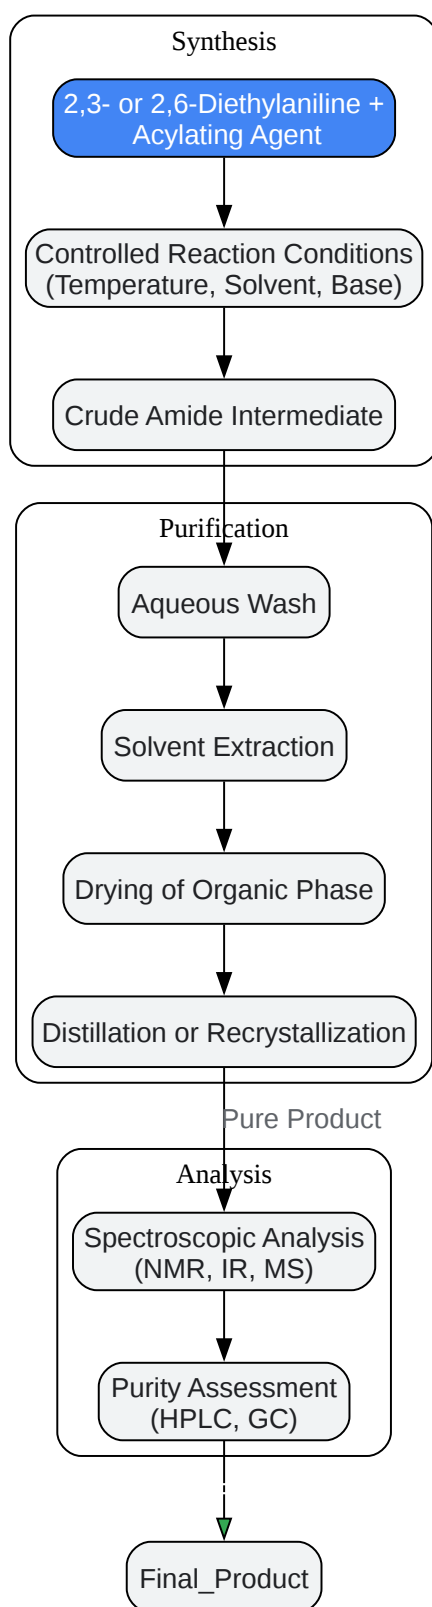 Synthesis
2,3- or 2,6-Diethylaniline +
Acylating Agent
Controlled Reaction Conditions
(Temperature, Solvent, Base)
Crude Amide Intermediate
Purification
Aqueous Wash
Solvent Extraction
Drying of Organic Phase
Distillation or Recrystallization
Pure Product
Analysis
Spectroscopic Analysis
(NMR, IR, MS)
Purity Assessment
(HPLC, GC)
Final_Product